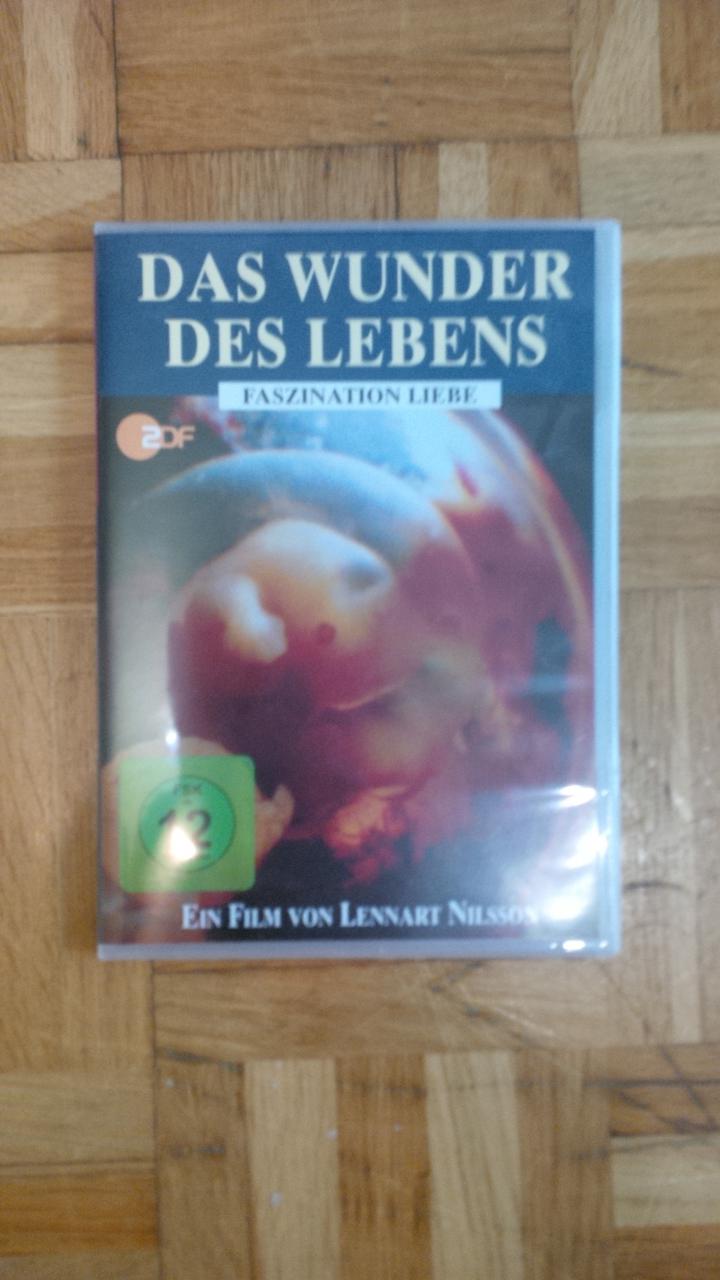 DAS WUNDER
DES LEBENS
FASZINATION LIEBE
ZDF
FSK
12
EIN FILM VON LENNART NILSSON